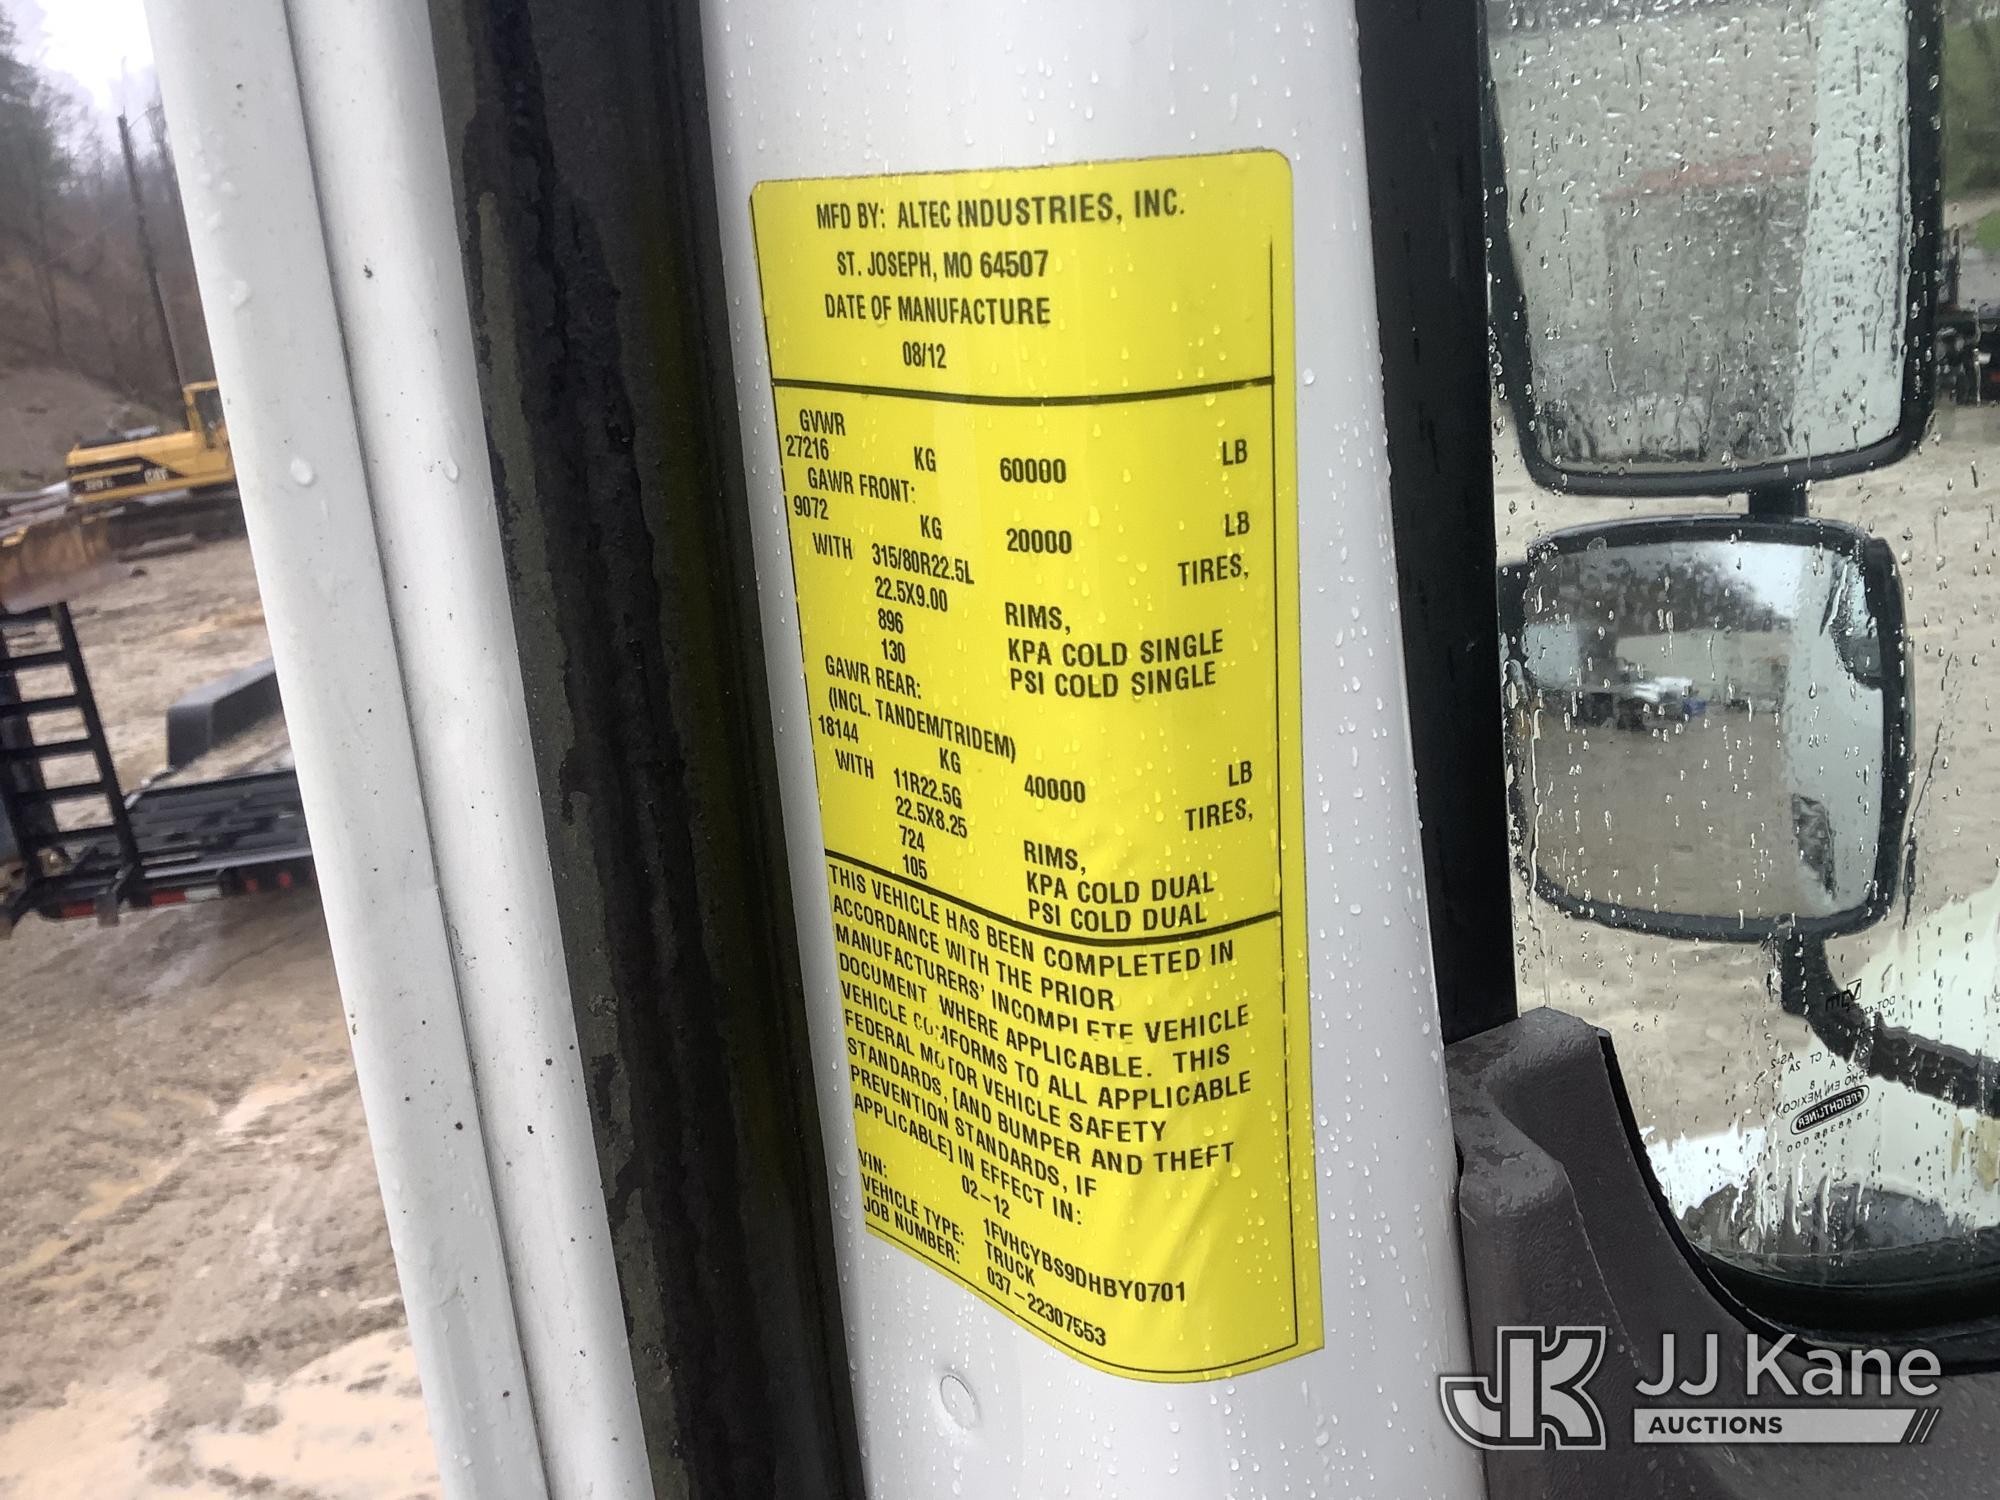 MFD BY: ALTEC INDUSTRIES, INC.
ST. JOSEPH, MO 64507
DATE OF MANUFACTURE
08/12
GVWR
27216 KG 60000 LB
GAWR FRONT:
9072 KG 20000 LB
WITH 315/80R22.5L TIRES,
22.5X9.00 RIMS,
896 KPA COLD SINGLE
130 PSI COLD SINGLE
GAWR REAR:
(INCL. TANDEM/TRIDEM)
18144 KG 40000 LB
WITH 11R22.5G TIRES,
22.5X8.25 RIMS,
724 KPA COLD DUAL
105 PSI COLD DUAL
THIS VEHICLE HAS BEEN COMPLETED IN
ACCORDANCE WITH THE PRIOR
MANUFACTURERS' INCOMPLETE VEHICLE
DOCUMENT WHERE APPLICABLE. THIS
VEHICLE CONFORMS TO ALL APPLICABLE
FEDERAL MOTOR VEHICLE SAFETY
STANDARDS, [AND BUMPER AND THEFT
PREVENTION STANDARDS, IF
APPLICABLE] IN EFFECT IN:
02-12
VIN: 1FVHCYBS9DHBY0701
VEHICLE TYPE: TRUCK
JOB NUMBER: 037-22307553
CAT
FREIGHTLINER
JK JJ Kane
AUCTIONS